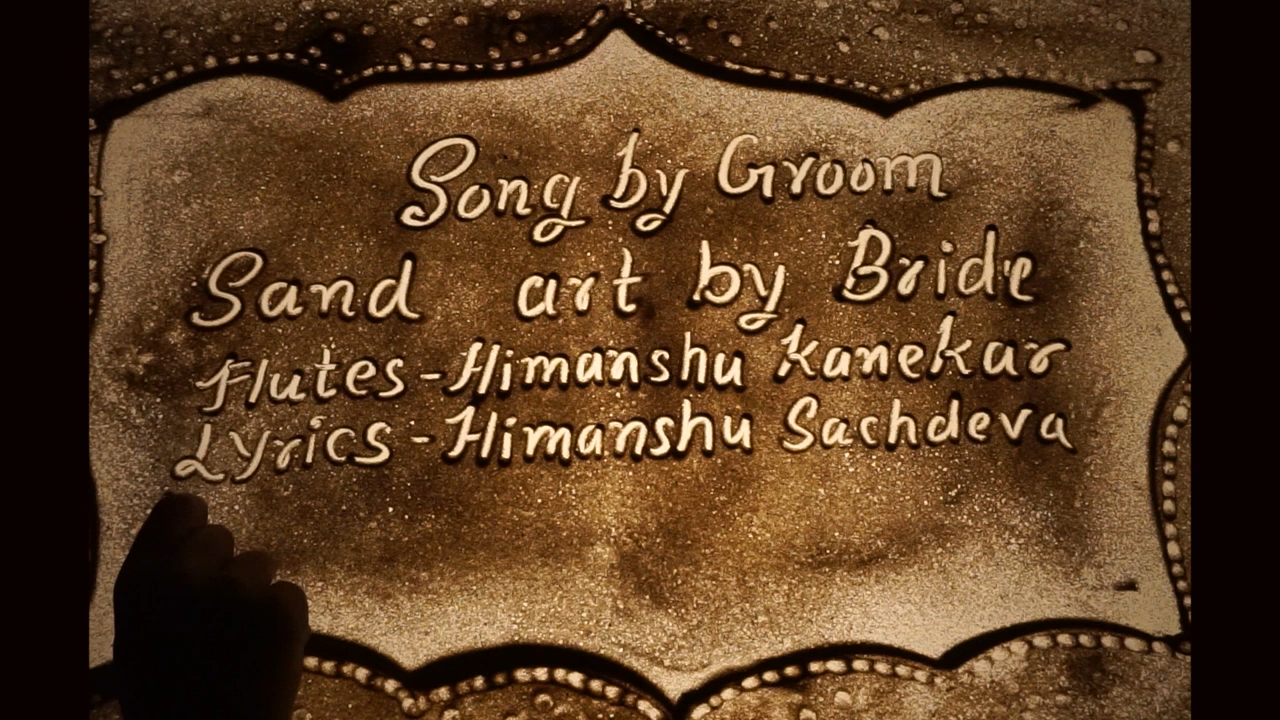 Song by Groom
Sand art by Bride
Flutes - Himanshu Kanekar
Lyrics - Himanshu Sachdeva